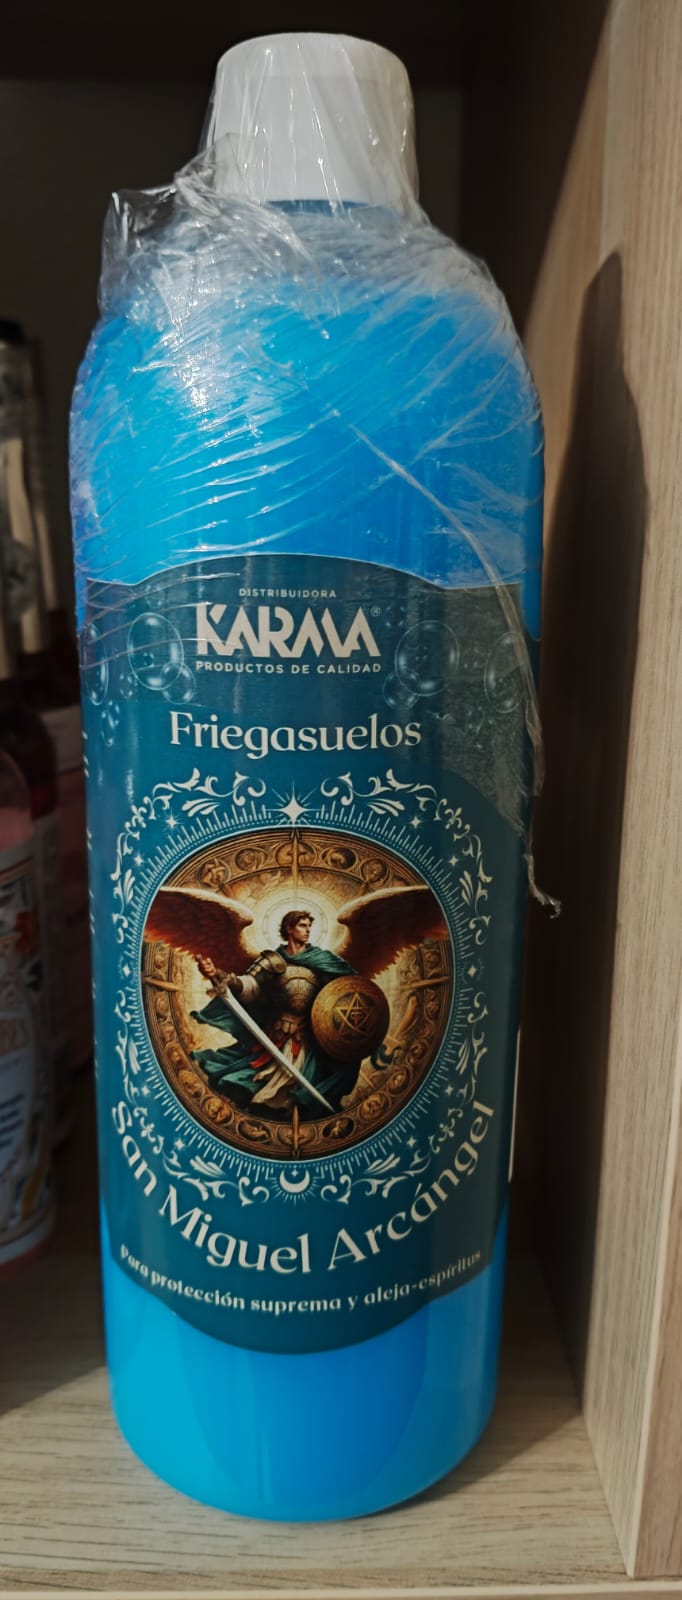 DISTRIBUIDORA
KARMA®
PRODUCTOS DE CALIDAD
Friegasuelos
San Miguel Arcángel
Para protección suprema y aleja-espíritus